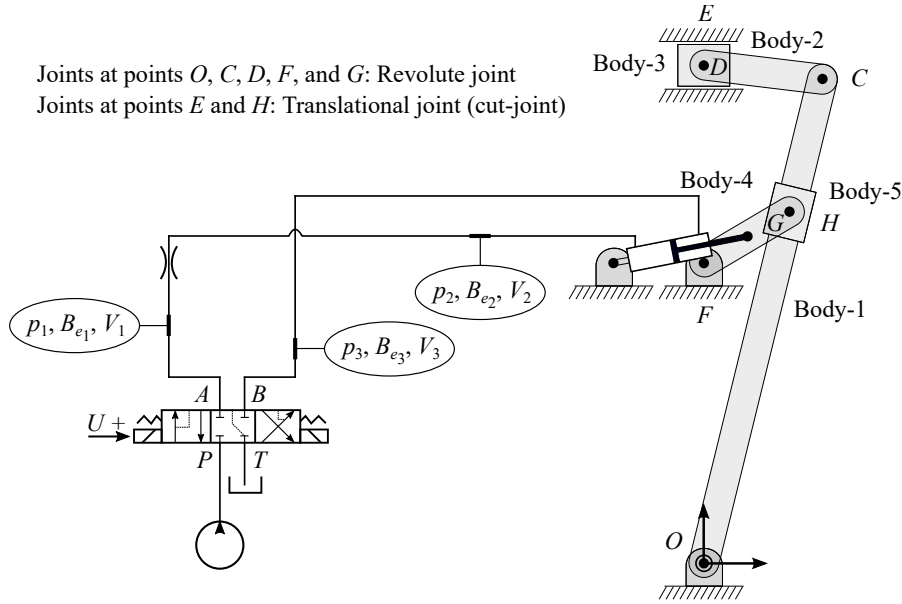 E
Body-2
Joints at points O, C, D, F, and G: Revolute joint
Body-3
D
C
Joints at points E and H: Translational joint (cut-joint)
Body-4
Body-5
G
H
p₂, Bₑ₂, V₂
F
Body-1
p₁, Bₑ₁, V₁
p₃, Bₑ₃, V₃
A
B
U +
P
T
O